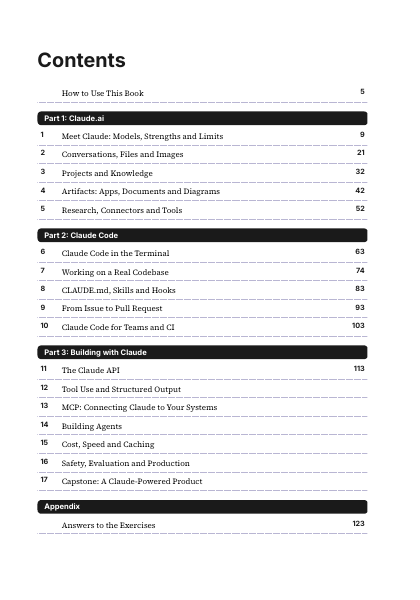 Contents
How to Use This Book 5
Part 1: Claude.ai
1 Meet Claude: Models, Strengths and Limits 9
2 Conversations, Files and Images 21
3 Projects and Knowledge 32
4 Artifacts: Apps, Documents and Diagrams 42
5 Research, Connectors and Tools 52
Part 2: Claude Code
6 Claude Code in the Terminal 63
7 Working on a Real Codebase 74
8 CLAUDE.md, Skills and Hooks 83
9 From Issue to Pull Request 93
10 Claude Code for Teams and CI 103
Part 3: Building with Claude
11 The Claude API 113
12 Tool Use and Structured Output
13 MCP: Connecting Claude to Your Systems
14 Building Agents
15 Cost, Speed and Caching
16 Safety, Evaluation and Production
17 Capstone: A Claude-Powered Product
Appendix
Answers to the Exercises 123